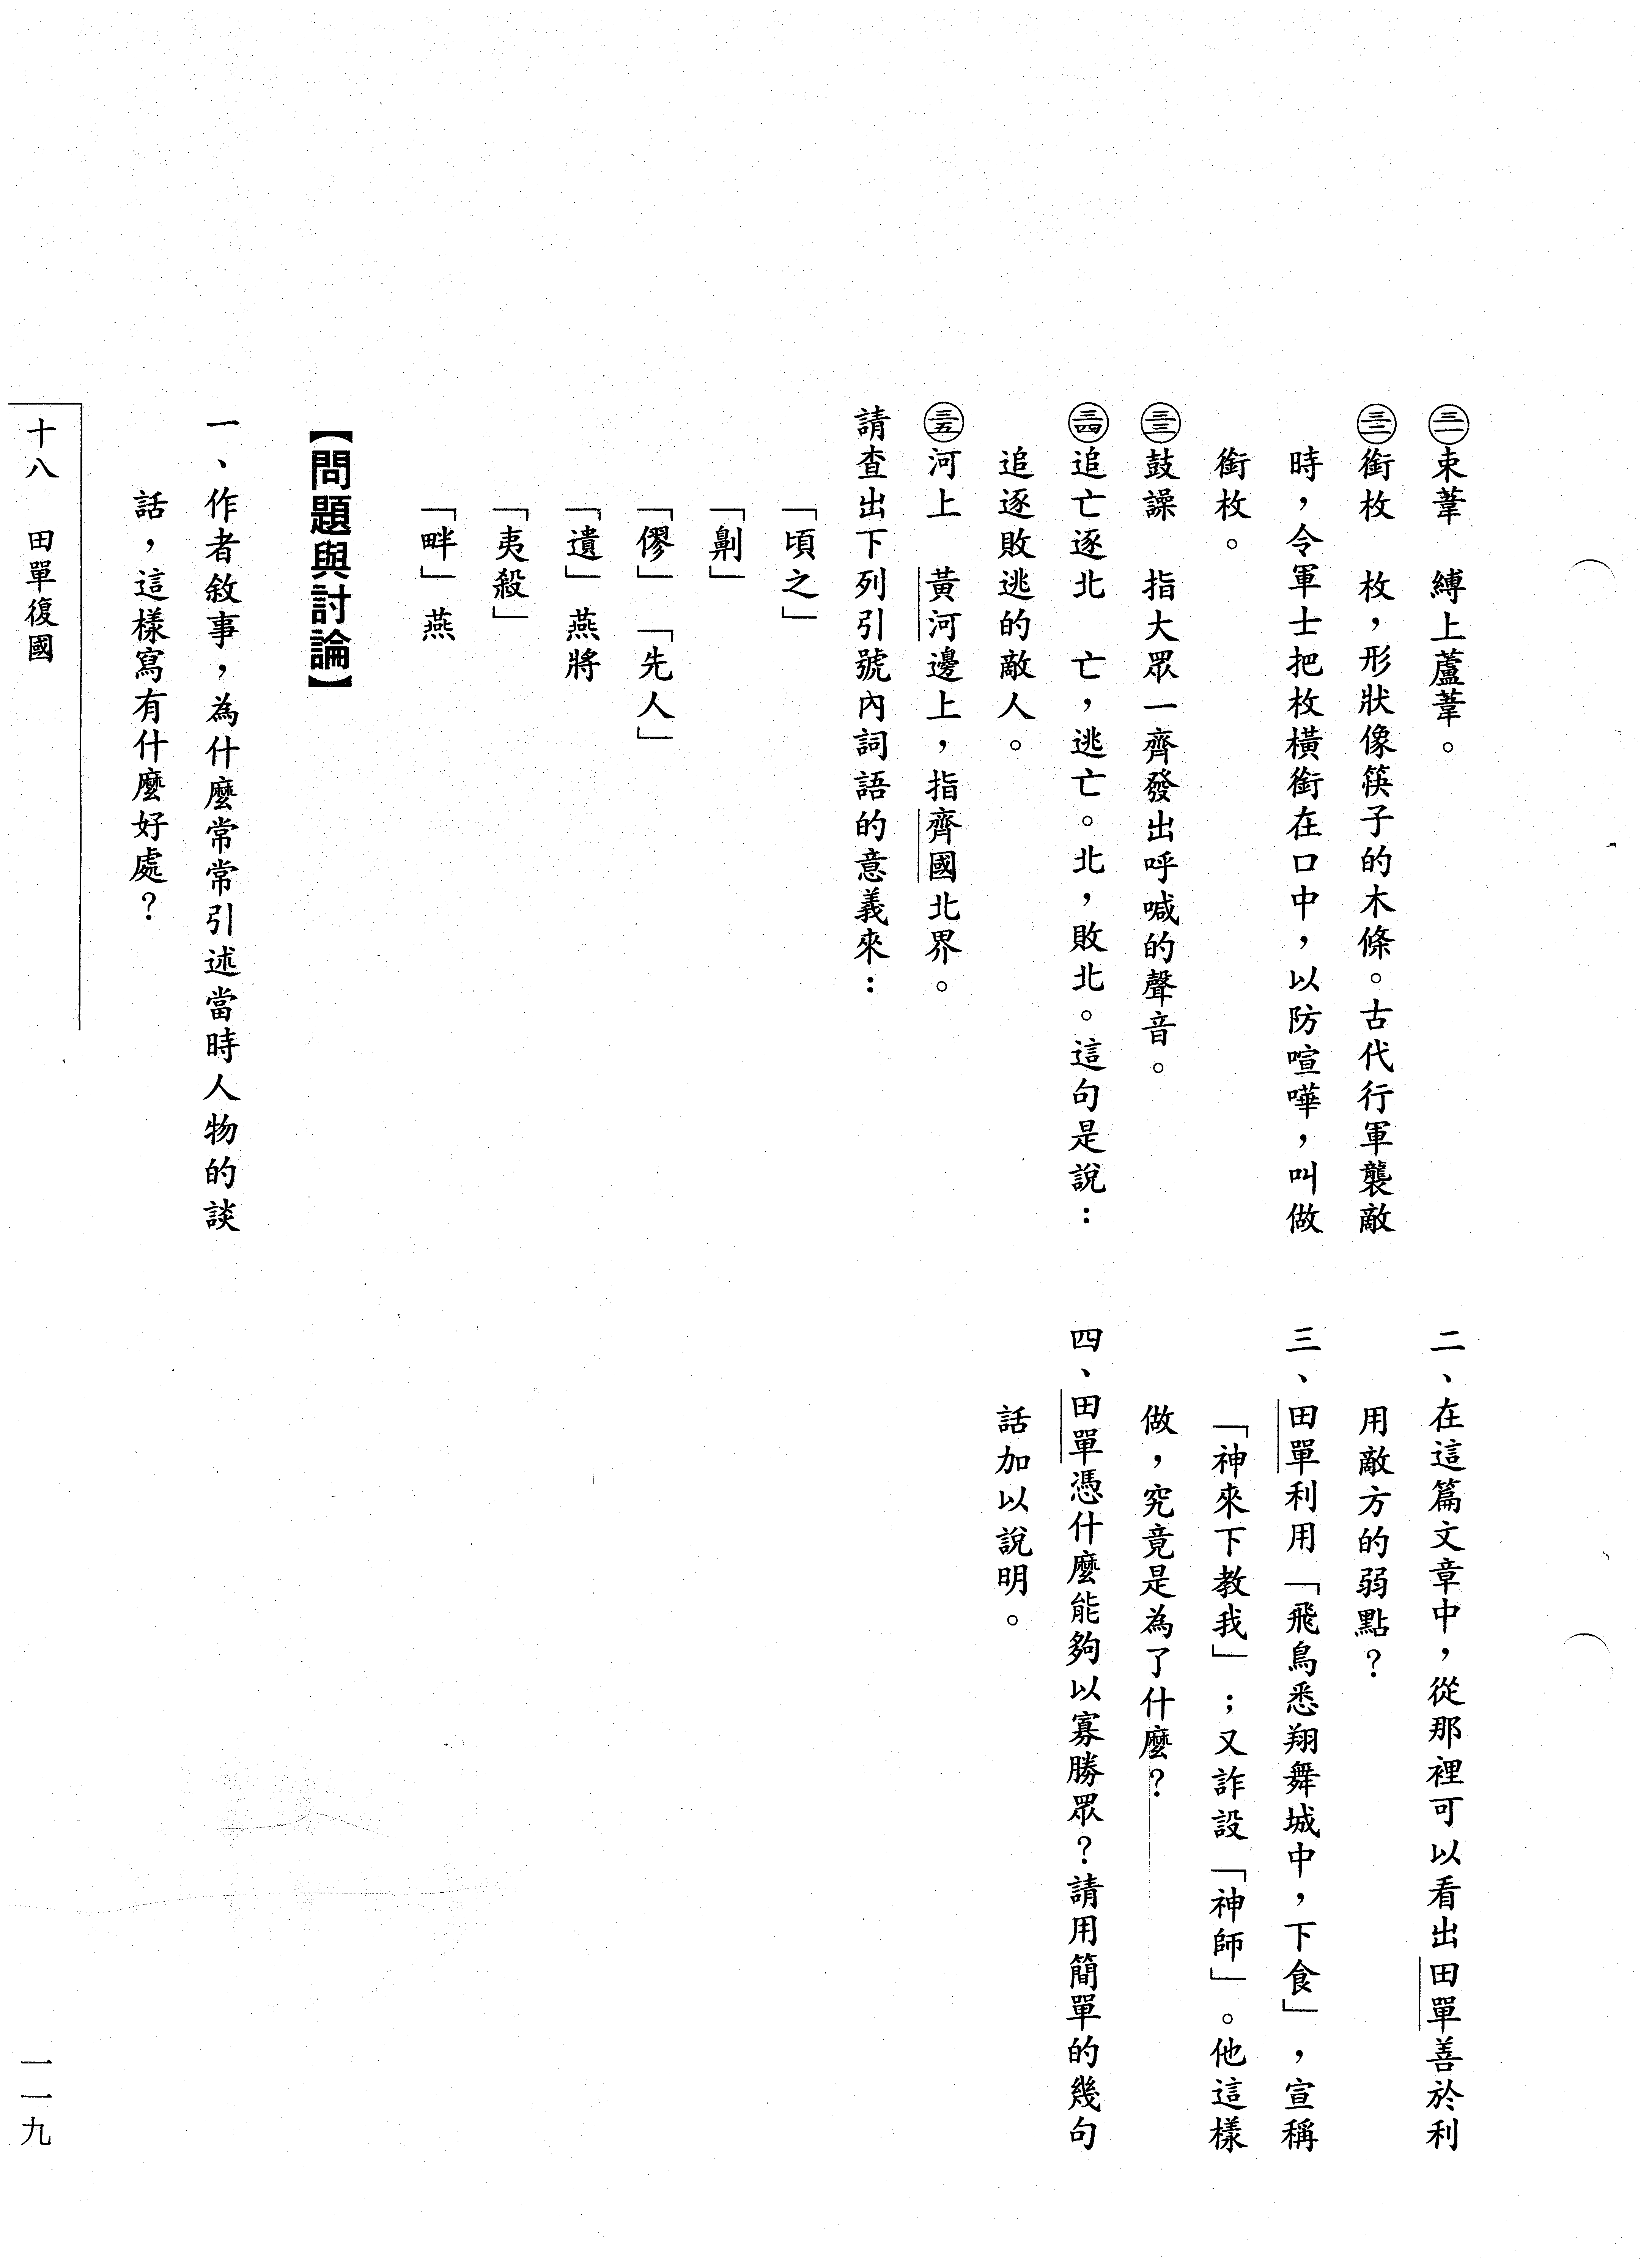 ㉛束葦　縛上蘆葦。
㉜銜枚　枚，形狀像筷子的木條。古代行軍襲敵
時，令軍士把枚橫銜在口中，以防喧嘩，叫做
銜枚。
㉝鼓譟　指大眾一齊發出呼喊的聲音。
㉞追亡逐北　亡，逃亡。北，敗北。這句是說：
追逐敗逃的敵人。
㉟河上　黃河邊上，指齊國北界。
請查出下列引號內詞語的意義來：
「頃之」
「劓」
「僇」「先人」
「遺」燕將
「夷殺」
「畔」燕
【問題與討論】
一、作者敘事，為什麼常常引述當時人物的談
話，這樣寫有什麼好處？
二、在這篇文章中，從那裡可以看出田單善於利
用敵方的弱點？
三、田單利用「飛鳥悉翔舞城中，下食」，宣稱
「神來下教我」；又詐設「神師」。他這樣
做，究竟是為了什麼？
四、田單憑什麼能夠以寡勝眾？請用簡單的幾句
話加以說明。
十八　田單復國
一一九